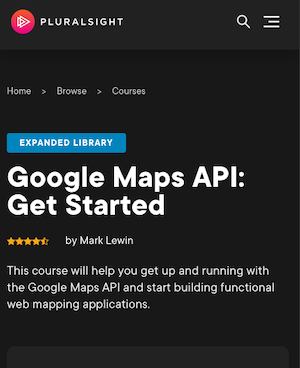 PLURALSIGHT
Home > Browse > Courses
EXPANDED LIBRARY
Google Maps API:
Get Started
by Mark Lewin
This course will help you get up and running with
the Google Maps API and start building functional
web mapping applications.